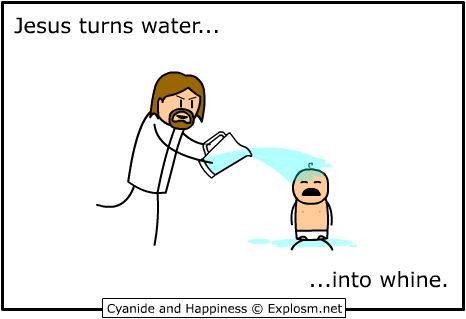 Jesus turns water...
...into whine.
Cyanide and Happiness © Explosm.net